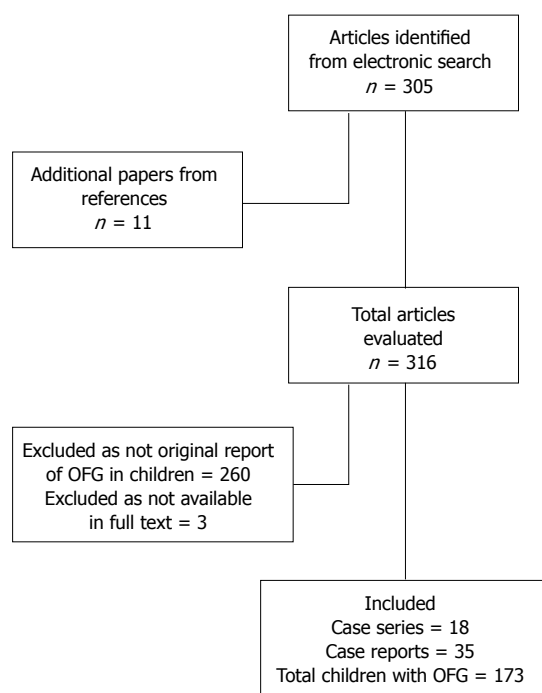 Articles identified
from electronic search
n = 305
Additional papers from
references
n = 11
Total articles
evaluated
n = 316
Excluded as not original report
of OFG in children = 260
Excluded as not available
in full text = 3
Included
Case series = 18
Case reports = 35
Total children with OFG = 173